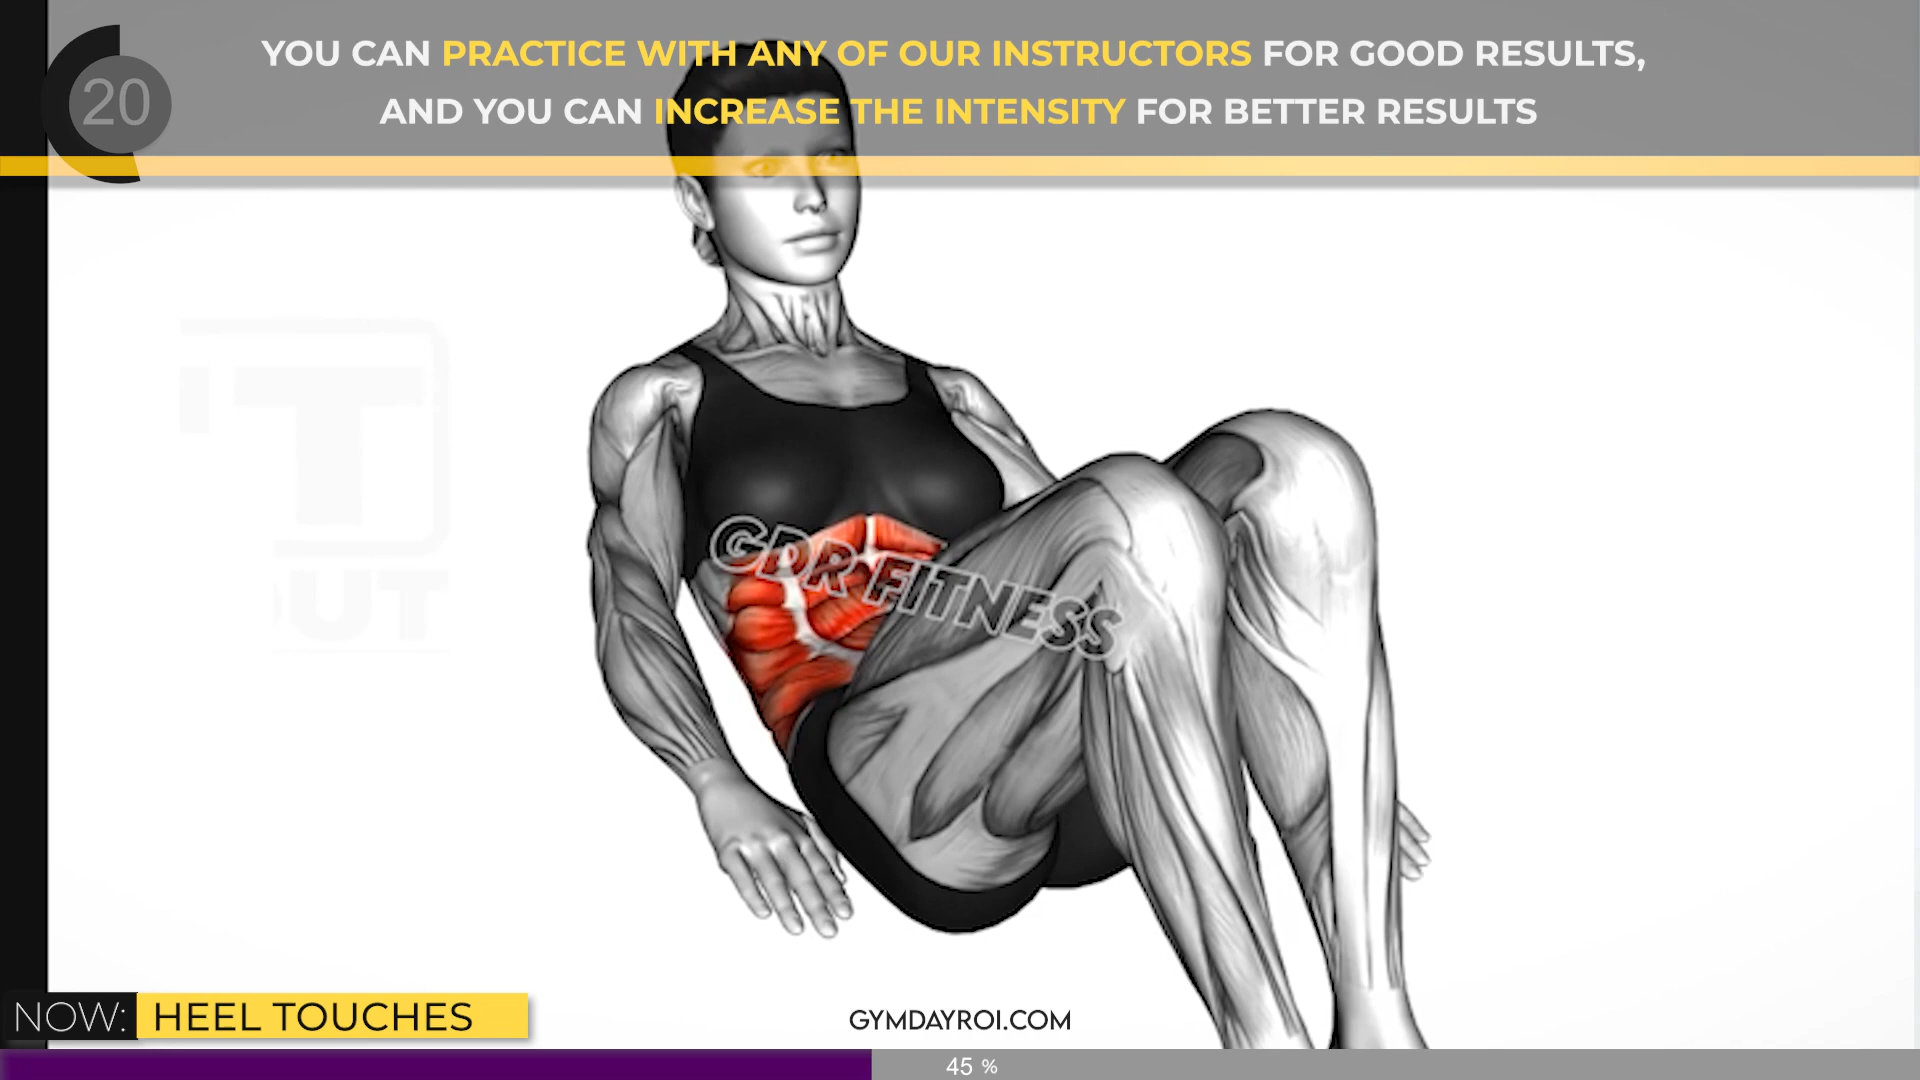 YOU CAN PRACTICE WITH ANY OF OUR INSTRUCTORS FOR GOOD RESULTS,
AND YOU CAN INCREASE THE INTENSITY FOR BETTER RESULTS
20
T
UT
GDR FITNESS
NOW: HEEL TOUCHES
GYMDAYROI.COM
45 %